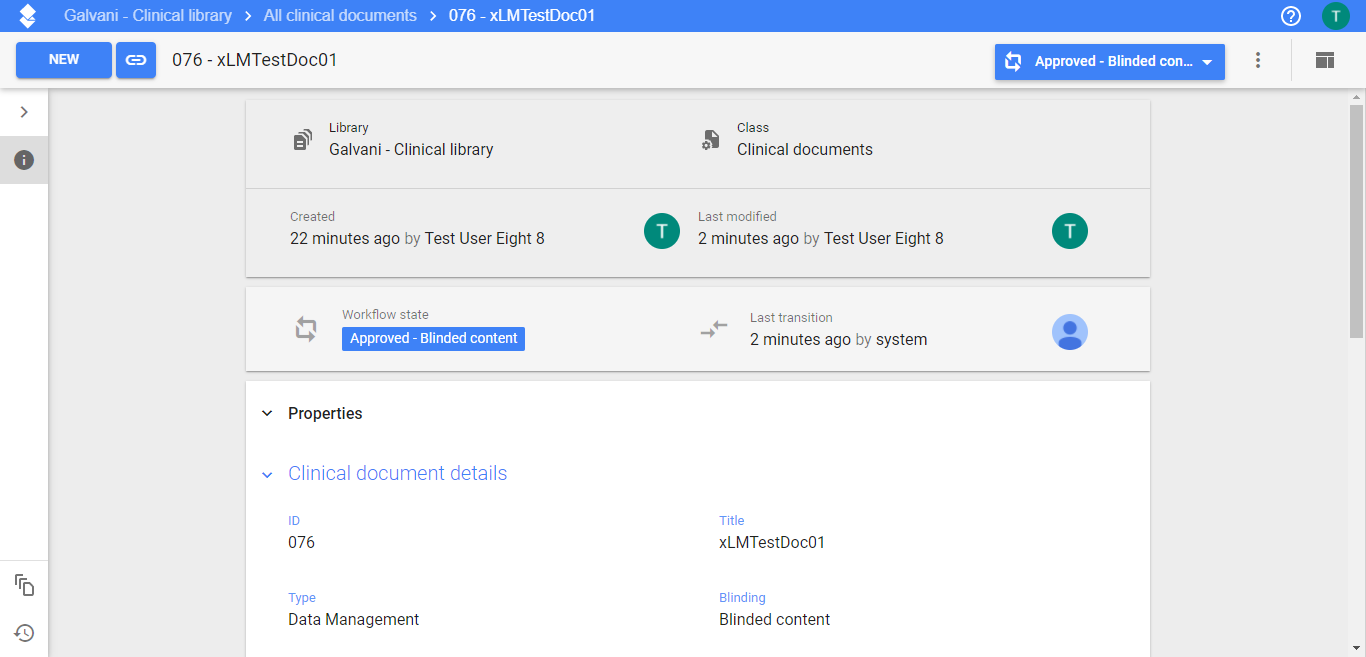 Galvani - Clinical library > All clinical documents > 076 - xLMTestDoc01
T
NEW
076 - xLMTestDoc01
Approved - Blinded con...
Library
Galvani - Clinical library
Class
Clinical documents
Created
22 minutes ago by Test User Eight 8
T
Last modified
2 minutes ago by Test User Eight 8
T
Workflow state
Approved - Blinded content
Last transition
2 minutes ago by system
Properties
Clinical document details
ID
076
Title
xLMTestDoc01
Type
Data Management
Blinding
Blinded content